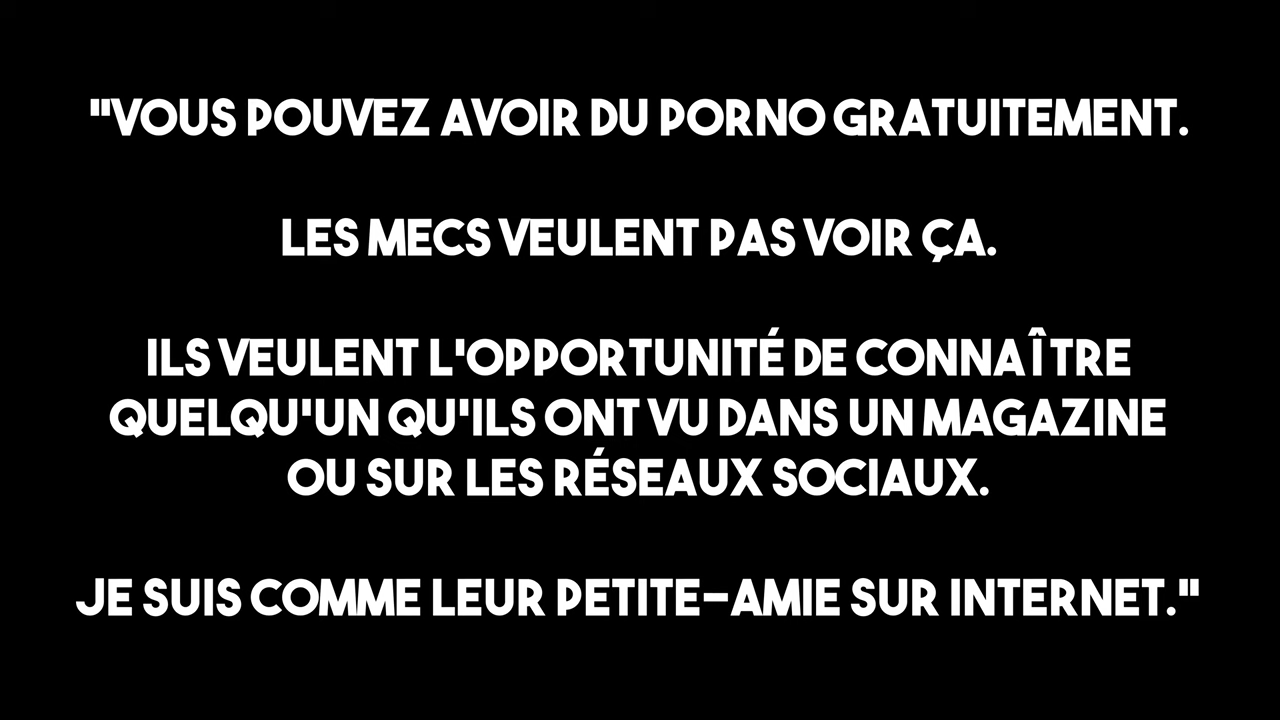 "VOUS POUVEZ AVOIR DU PORNO GRATUITEMENT.
LES MECS VEULENT PAS VOIR ÇA.
ILS VEULENT L'OPPORTUNITÉ DE CONNAÎTRE
QUELQU'UN QU'ILS ONT VU DANS UN MAGAZINE
OU SUR LES RÉSEAUX SOCIAUX.
JE SUIS COMME LEUR PETITE-AMIE SUR INTERNET."